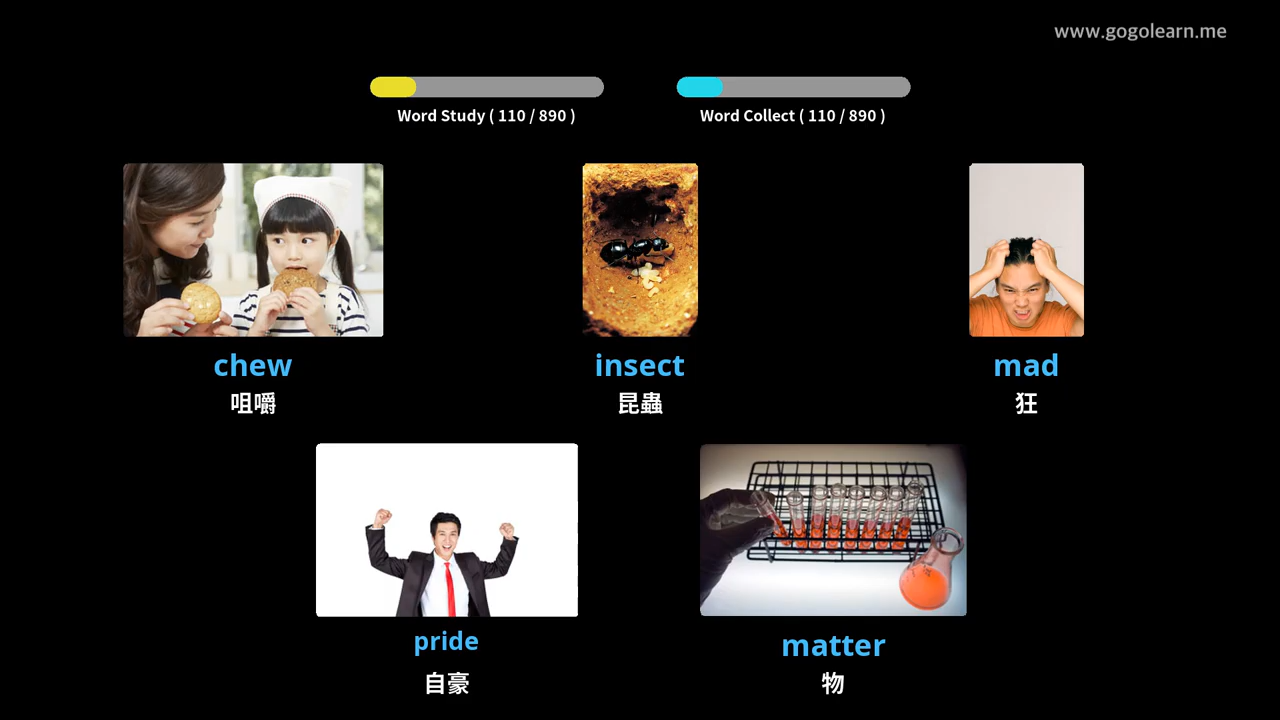 www.gogolearn.me
Word Study ( 110 / 890 )
Word Collect ( 110 / 890 )
chew
咀嚼
insect
昆蟲
mad
狂
pride
自豪
matter
物